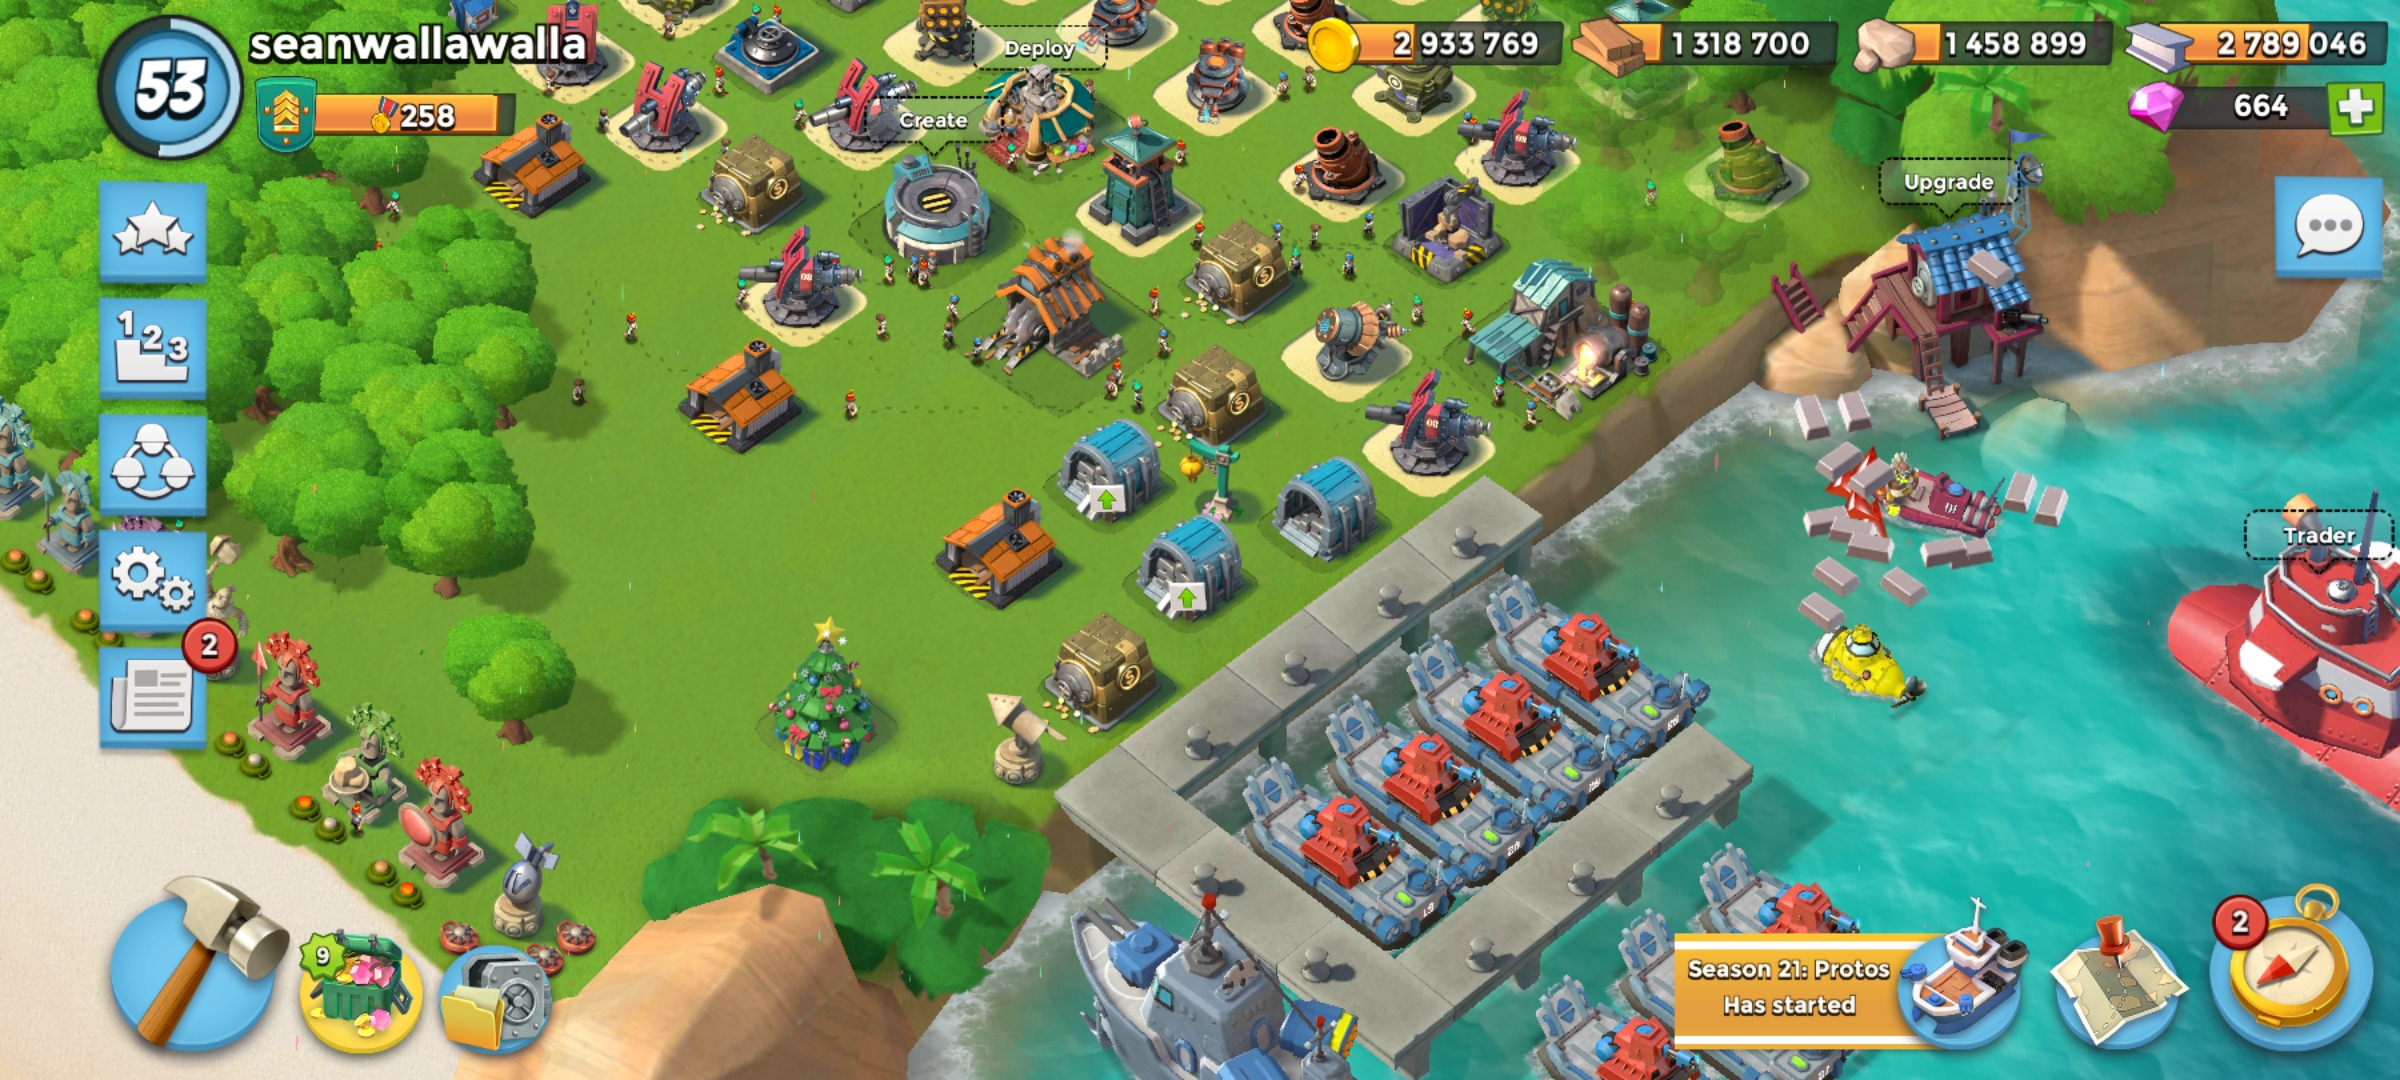 53
seanwallawalla
258
Deploy
Create
2 933 769
1 318 700
1 458 899
2 789 046
664
Upgrade
123
Trader
2
9
Season 21: Protos
Has started
2